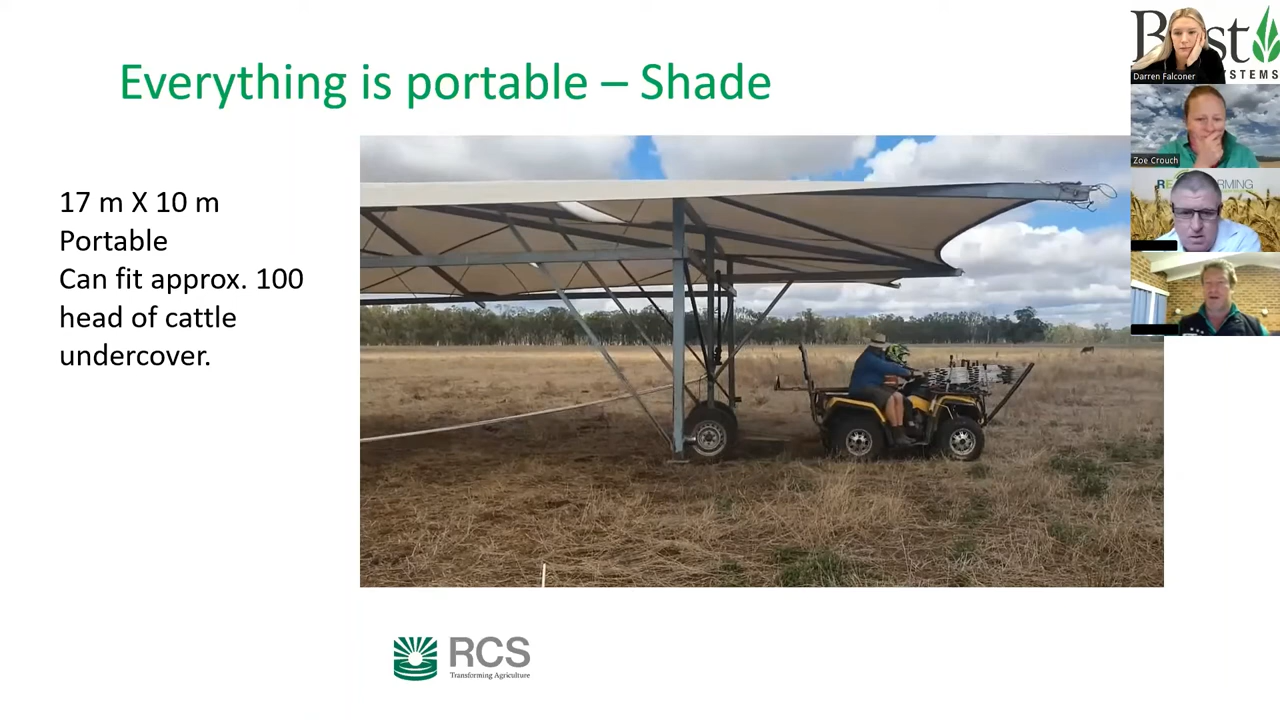 Everything is portable – Shade
17 m X 10 m
Portable
Can fit approx. 100
head of cattle
undercover.
RCS
Transforming Agriculture
Darren Falconer
Zoe Crouch